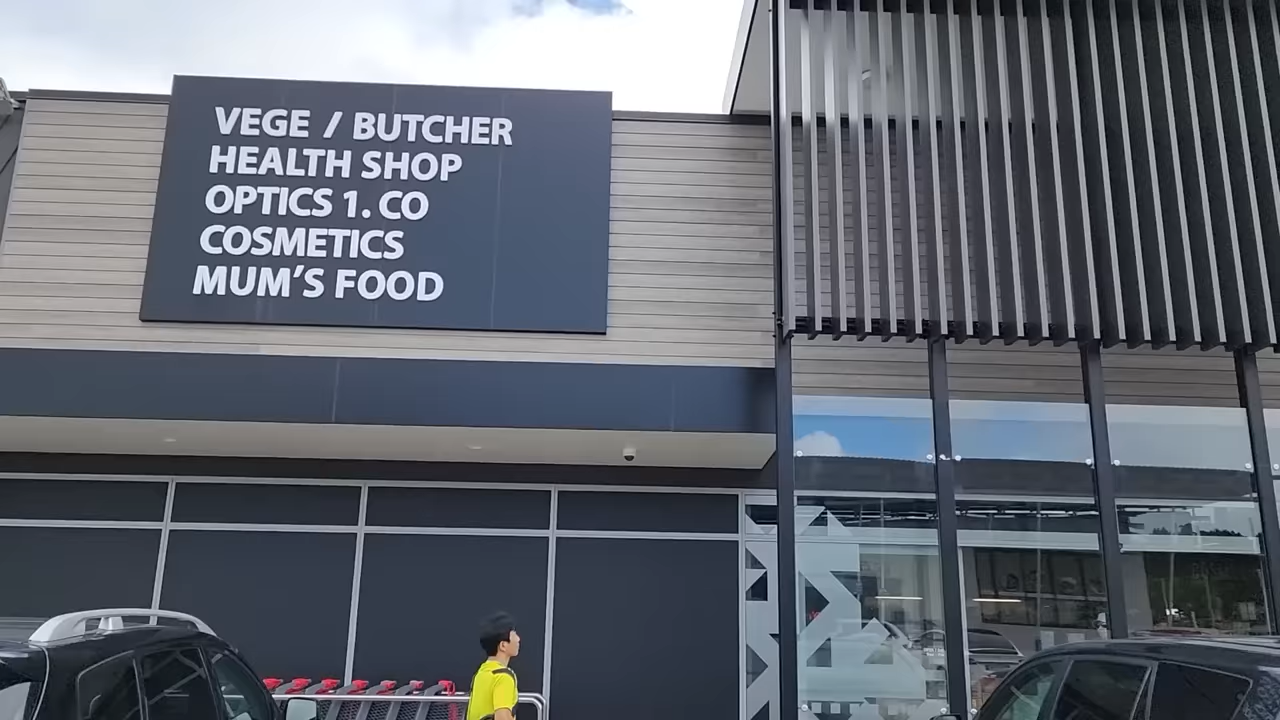 VEGE / BUTCHER
HEALTH SHOP
OPTICS 1. CO
COSMETICS
MUM'S FOOD